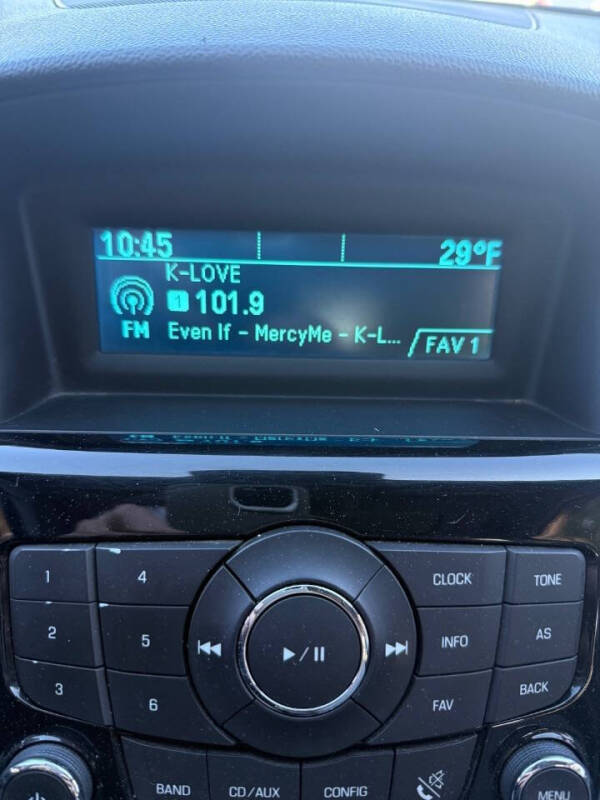 10:45 29°F
K-LOVE
1 101.9
FM Even If - MercyMe - K-L... FAV 1
1 4 CLOCK TONE
2 5 INFO AS
3 6 FAV BACK
BAND CD/AUX CONFIG MENU